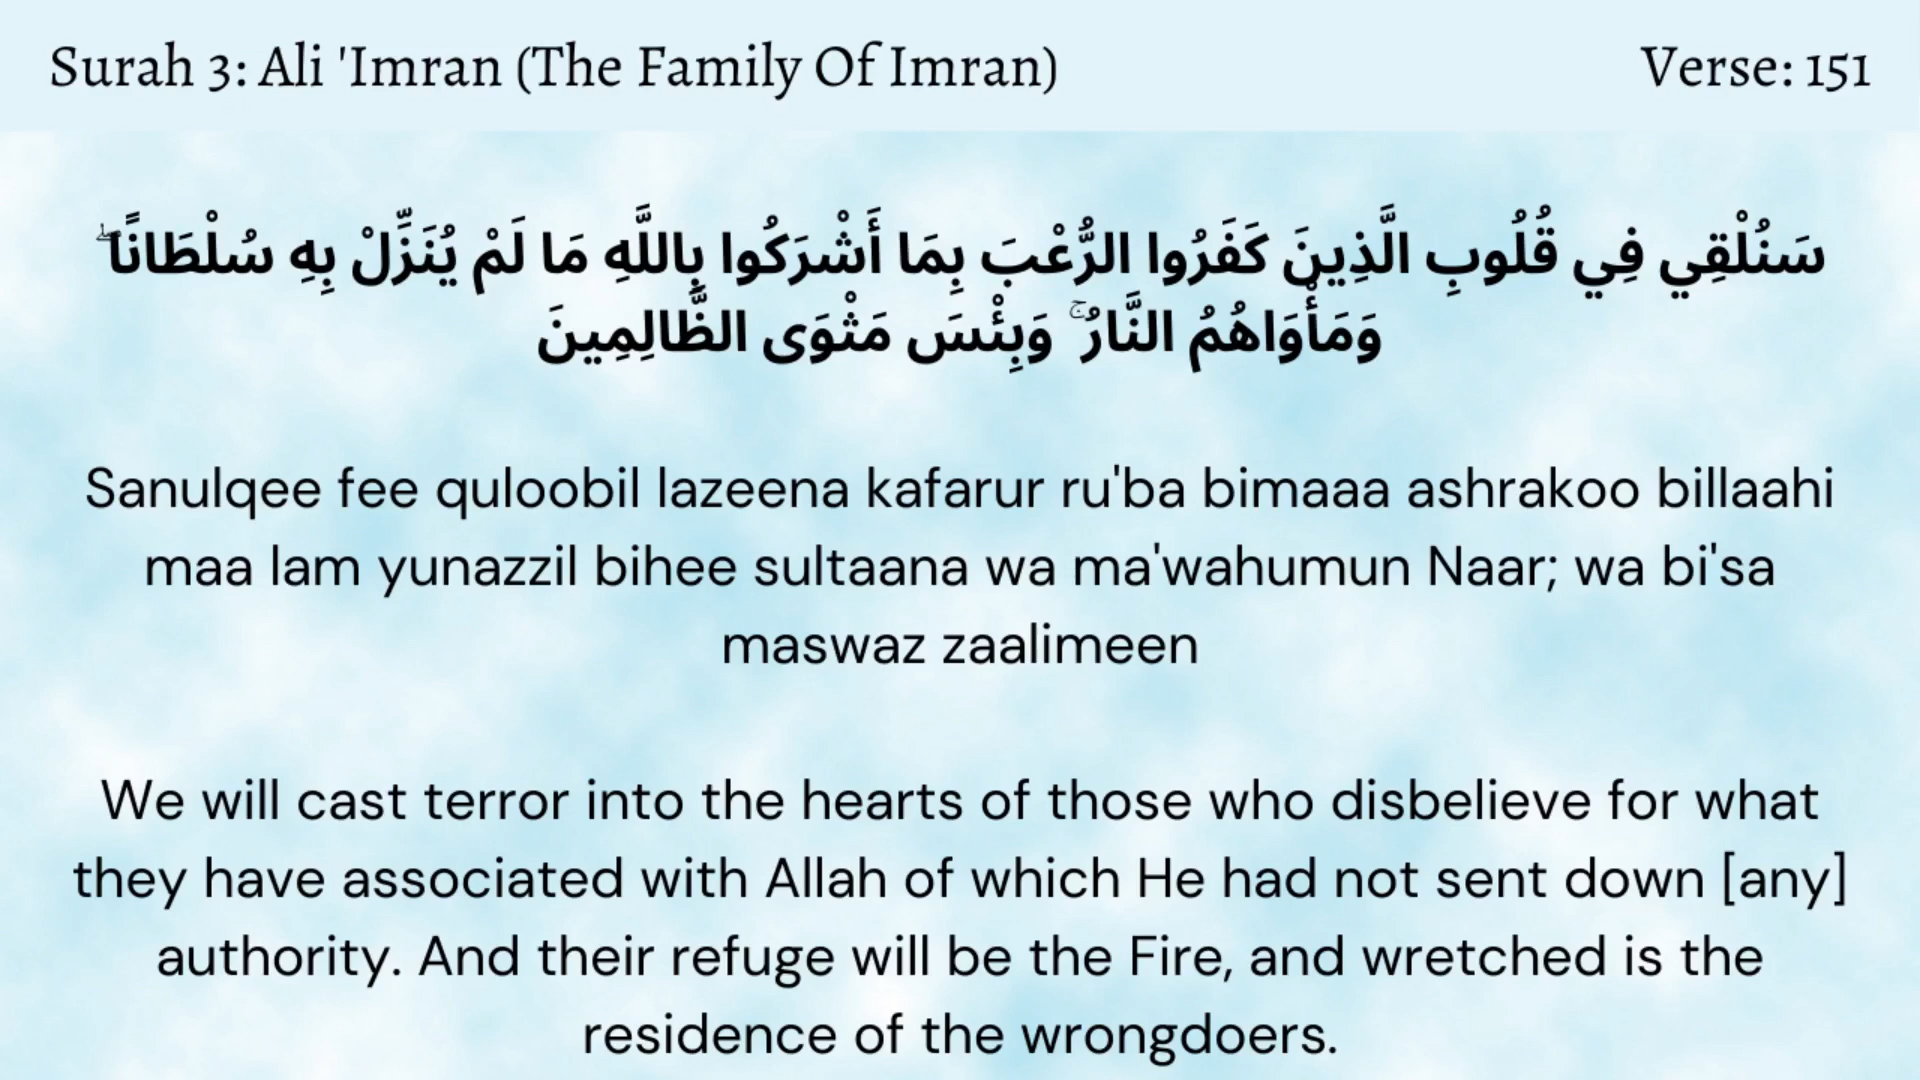 Surah 3: Ali 'Imran (The Family Of Imran)
Verse: 151
سَنُلْقِي فِي قُلُوبِ الَّذِينَ كَفَرُوا الرُّعْبَ بِمَا أَشْرَكُوا بِاللَّهِ مَا لَمْ يُنَزِّلْ بِهِ سُلْطَانًا ۖ
وَمَأْوَاهُمُ النَّارُ ۚ وَبِئْسَ مَثْوَى الظَّالِمِينَ
Sanulqee fee quloobil lazeena kafarur ru'ba bimaaa ashrakoo billaahi
maa lam yunazzil bihee sultaana wa ma'wahumun Naar; wa bi'sa
maswaz zaalimeen
We will cast terror into the hearts of those who disbelieve for what
they have associated with Allah of which He had not sent down [any]
authority. And their refuge will be the Fire, and wretched is the
residence of the wrongdoers.